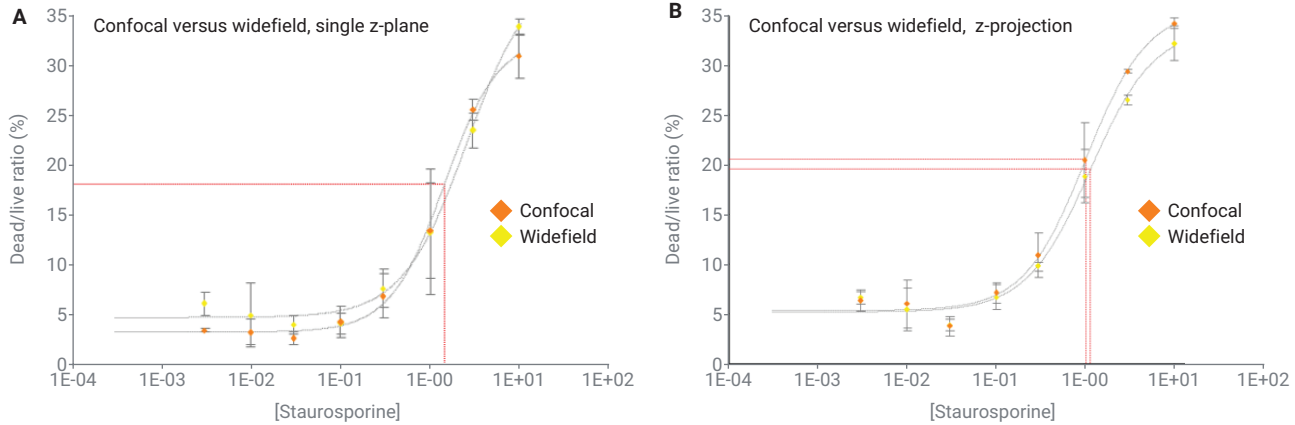 A
Confocal versus widefield, single z-plane
Dead/live ratio (%)
35
30
25
20
15
10
5
0
1E-04
1E-03
1E-02
1E-01
1E-00
1E+01
1E+02
[Staurosporine]
Confocal
Widefield
B
Confocal versus widefield, z-projection
Dead/live ratio (%)
35
30
25
20
15
10
5
0
1E-04
1E-03
1E-02
1E-01
1E-00
1E+01
1E+02
[Staurosporine]
Confocal
Widefield